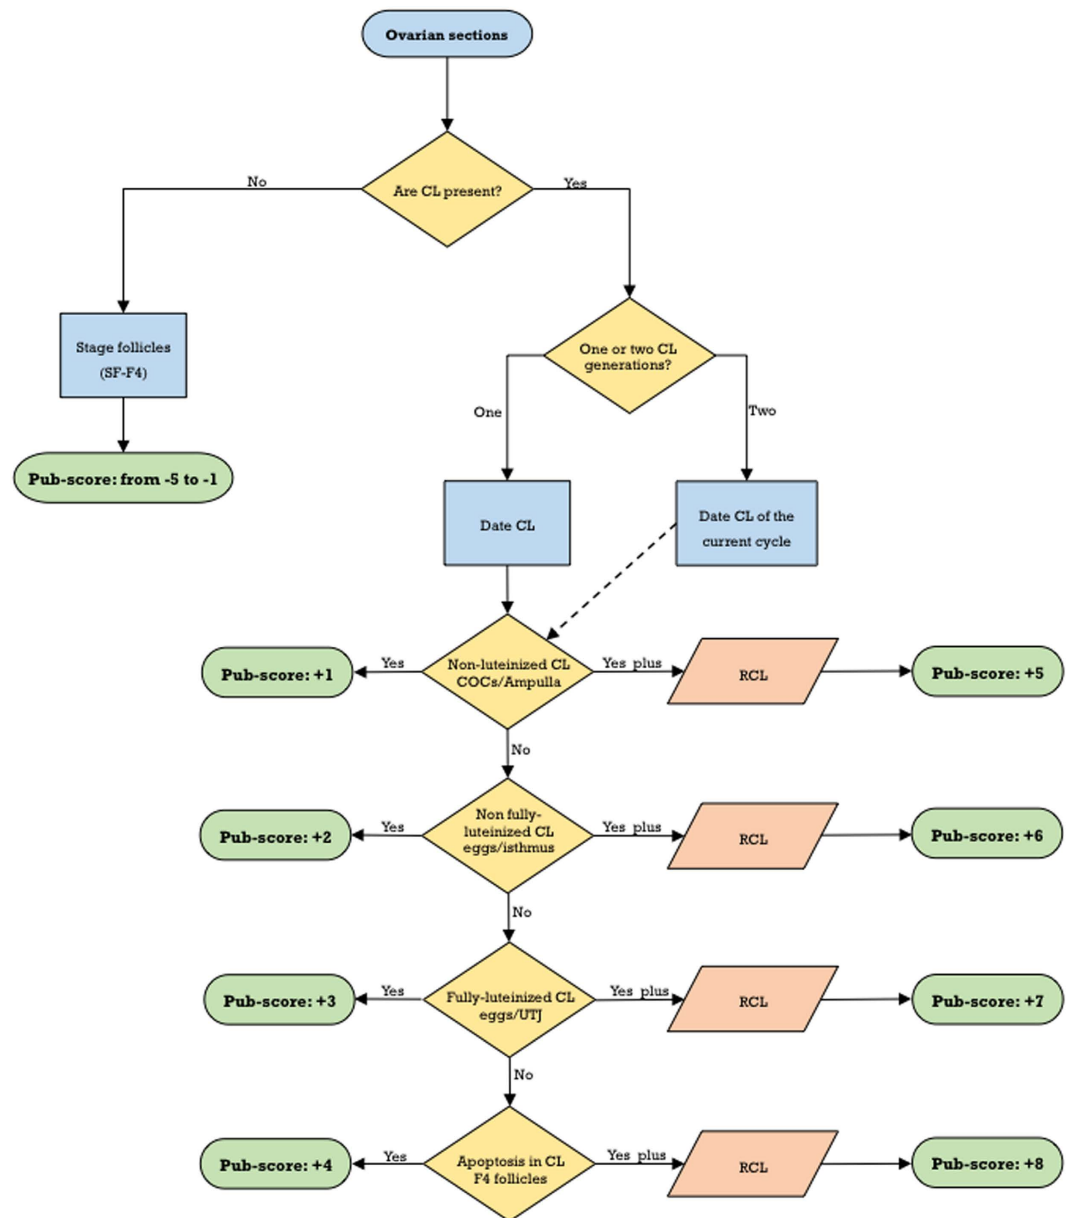 Ovarian sections
Are CL present?
No
Yes
Stage follicles
(SF-F4)
Pub-score: from -5 to -1
One or two CL
generations?
One
Two
Date CL
Date CL of the
current cycle
Pub-score: +1
Yes
Non-luteinized CL
COCs/Ampulla
Yes plus
RCL
Pub-score: +5
No
Pub-score: +2
Yes
Non fully-
luteinized CL
eggs/isthmus
Yes plus
RCL
Pub-score: +6
No
Pub-score: +3
Yes
Fully-luteinized CL
eggs/UTJ
Yes plus
RCL
Pub-score: +7
No
Pub-score: +4
Yes
Apoptosis in CL
F4 follicles
Yes plus
RCL
Pub-score: +8